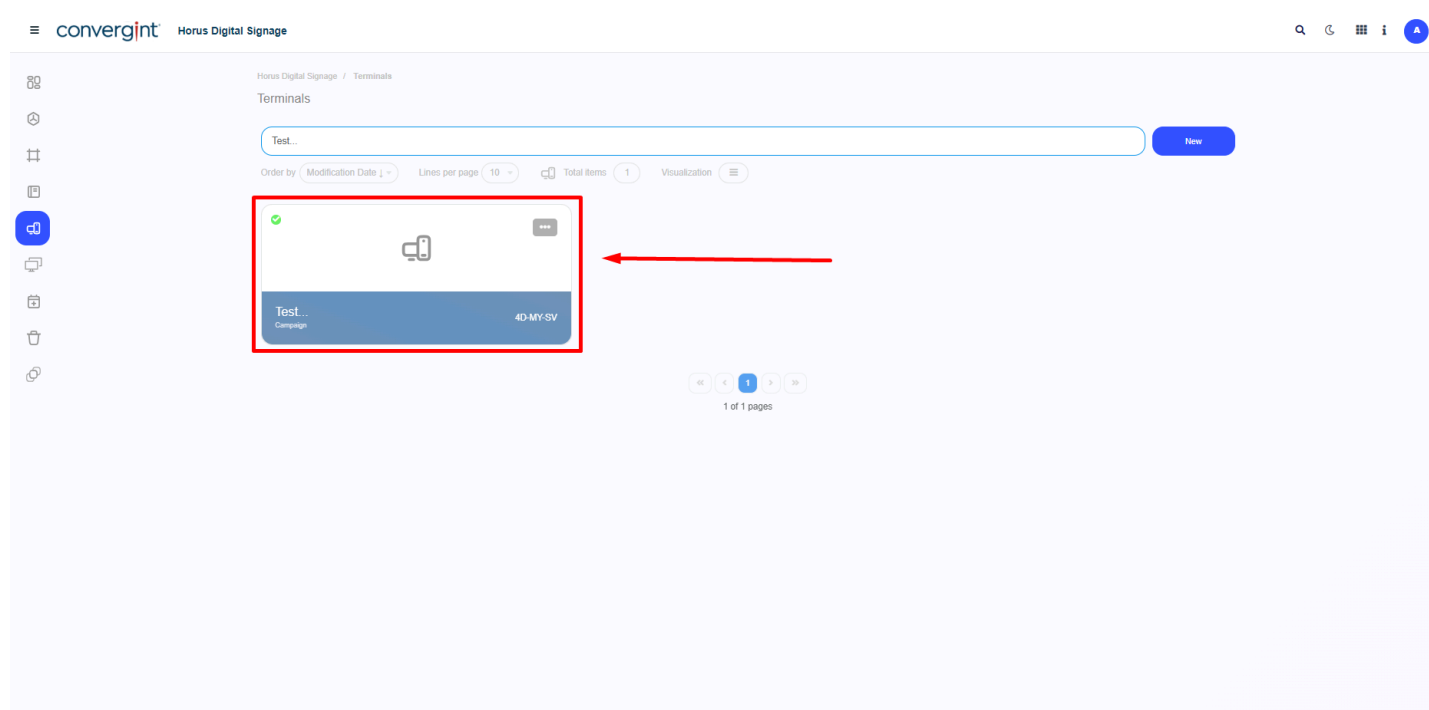 convergint Horus Digital Signage
A
Horus Digital Signage / Terminals
Terminals
Test...
New
Order by Modification Date ↓ Lines per page 10 Total items 1 Visualization
Test...
Campaign
4D-MY-SV
« ‹ 1 › »
1 of 1 pages